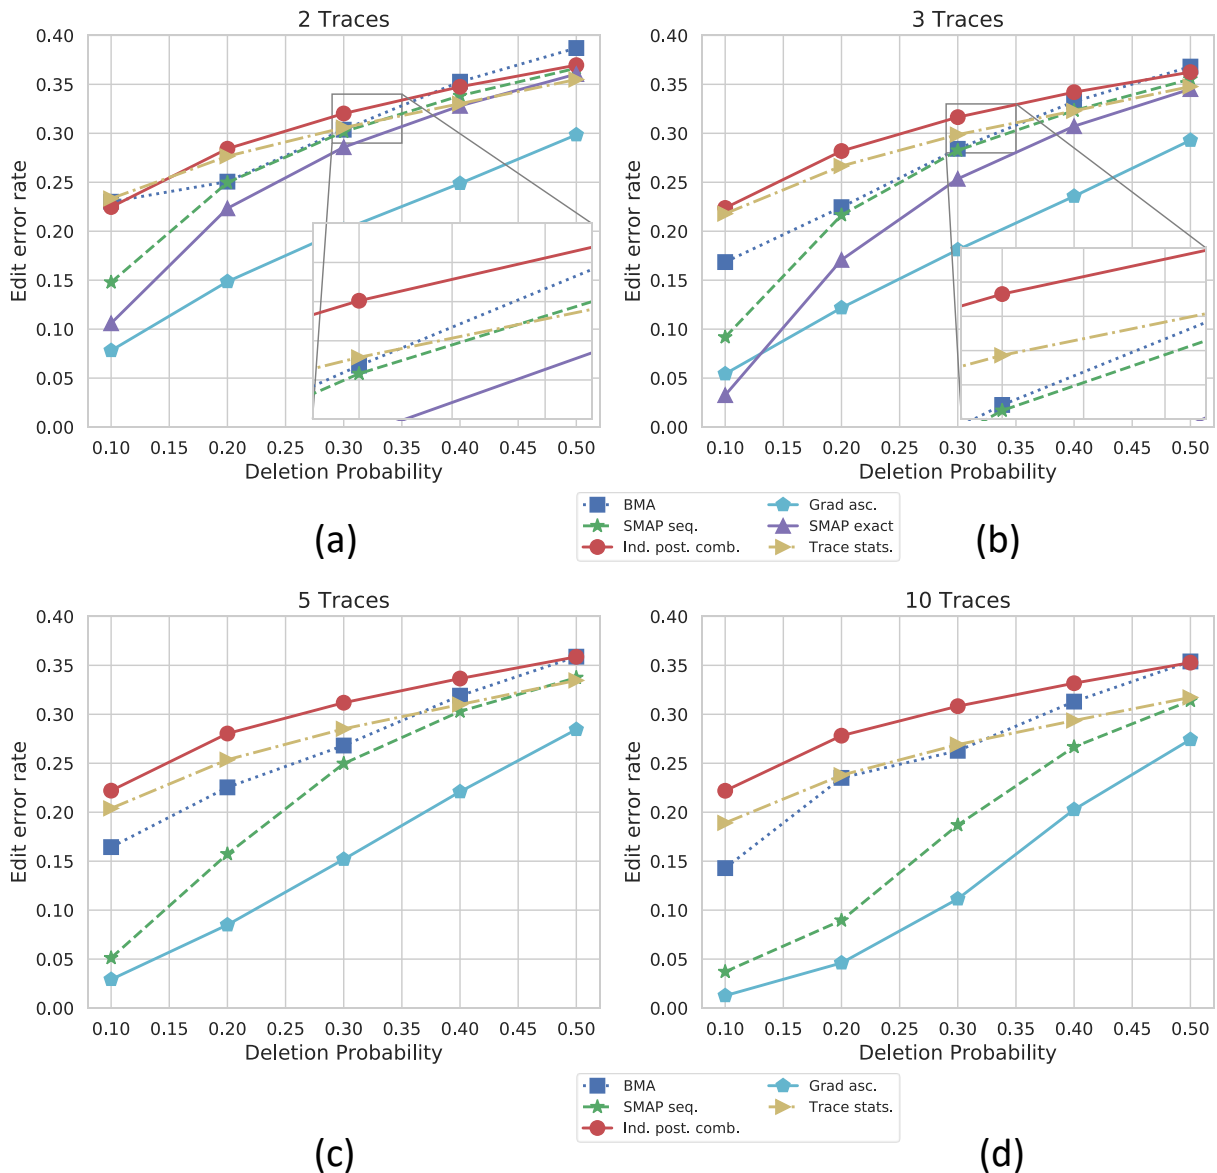 2 Traces
0.40
0.35
0.30
0.25
0.20
0.15
0.10
0.05
0.00
Edit error rate
0.10 0.15 0.20 0.25 0.30 0.35 0.40 0.45 0.50
Deletion Probability
(a)
3 Traces
0.40
0.35
0.30
0.25
0.20
0.15
0.10
0.05
0.00
Edit error rate
0.10 0.15 0.20 0.25 0.30 0.35 0.40 0.45 0.50
Deletion Probability
(b)
BMA
SMAP seq.
Ind. post. comb.
Grad asc.
SMAP exact
Trace stats.
5 Traces
0.40
0.35
0.30
0.25
0.20
0.15
0.10
0.05
0.00
Edit error rate
0.10 0.15 0.20 0.25 0.30 0.35 0.40 0.45 0.50
Deletion Probability
(c)
10 Traces
0.40
0.35
0.30
0.25
0.20
0.15
0.10
0.05
0.00
Edit error rate
0.10 0.15 0.20 0.25 0.30 0.35 0.40 0.45 0.50
Deletion Probability
(d)
BMA
SMAP seq.
Ind. post. comb.
Grad asc.
Trace stats.